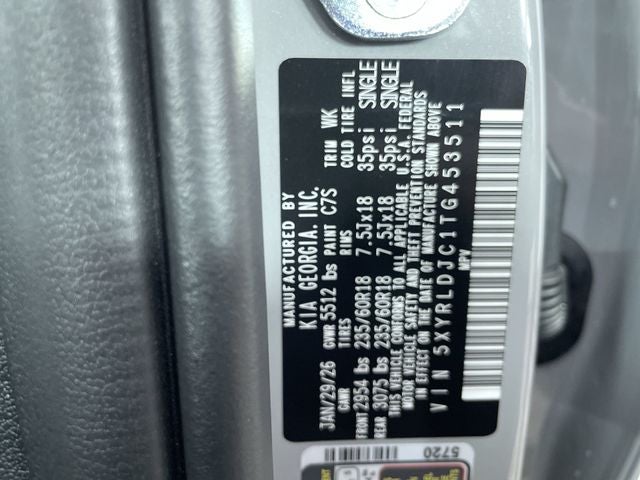 MANUFACTURED BY
KIA GEORGIA, INC.
JAN/29/26 GVWR 5512 lbs PAINT C7S TRIM WK
GAWR TIRES RIMS COLD TIRE INFL
FRONT 2954 lbs 235/60R18 7.5Jx18 35psi SINGLE
REAR 3075 lbs 235/60R18 7.5Jx18 35psi SINGLE
THIS VEHICLE CONFORMS TO ALL APPLICABLE U.S.A. FEDERAL
MOTOR VEHICLE SAFETY AND THEFT PREVENTION STANDARDS
IN EFFECT ON THE DATE OF MANUFACTURE SHOWN ABOVE
VIN 5XYRLDJC1TG453511
MPV
5720